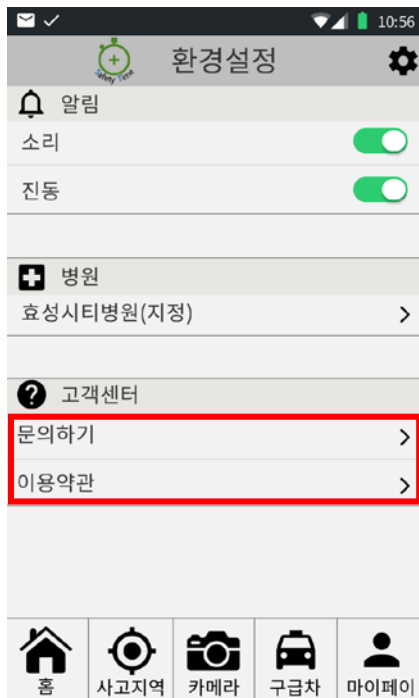 10:56
Safety Time
환경설정
알림
소리
진동
병원
효성시티병원(지정)
고객센터
문의하기
이용약관
홈
사고지역
카메라
구급차
마이페이